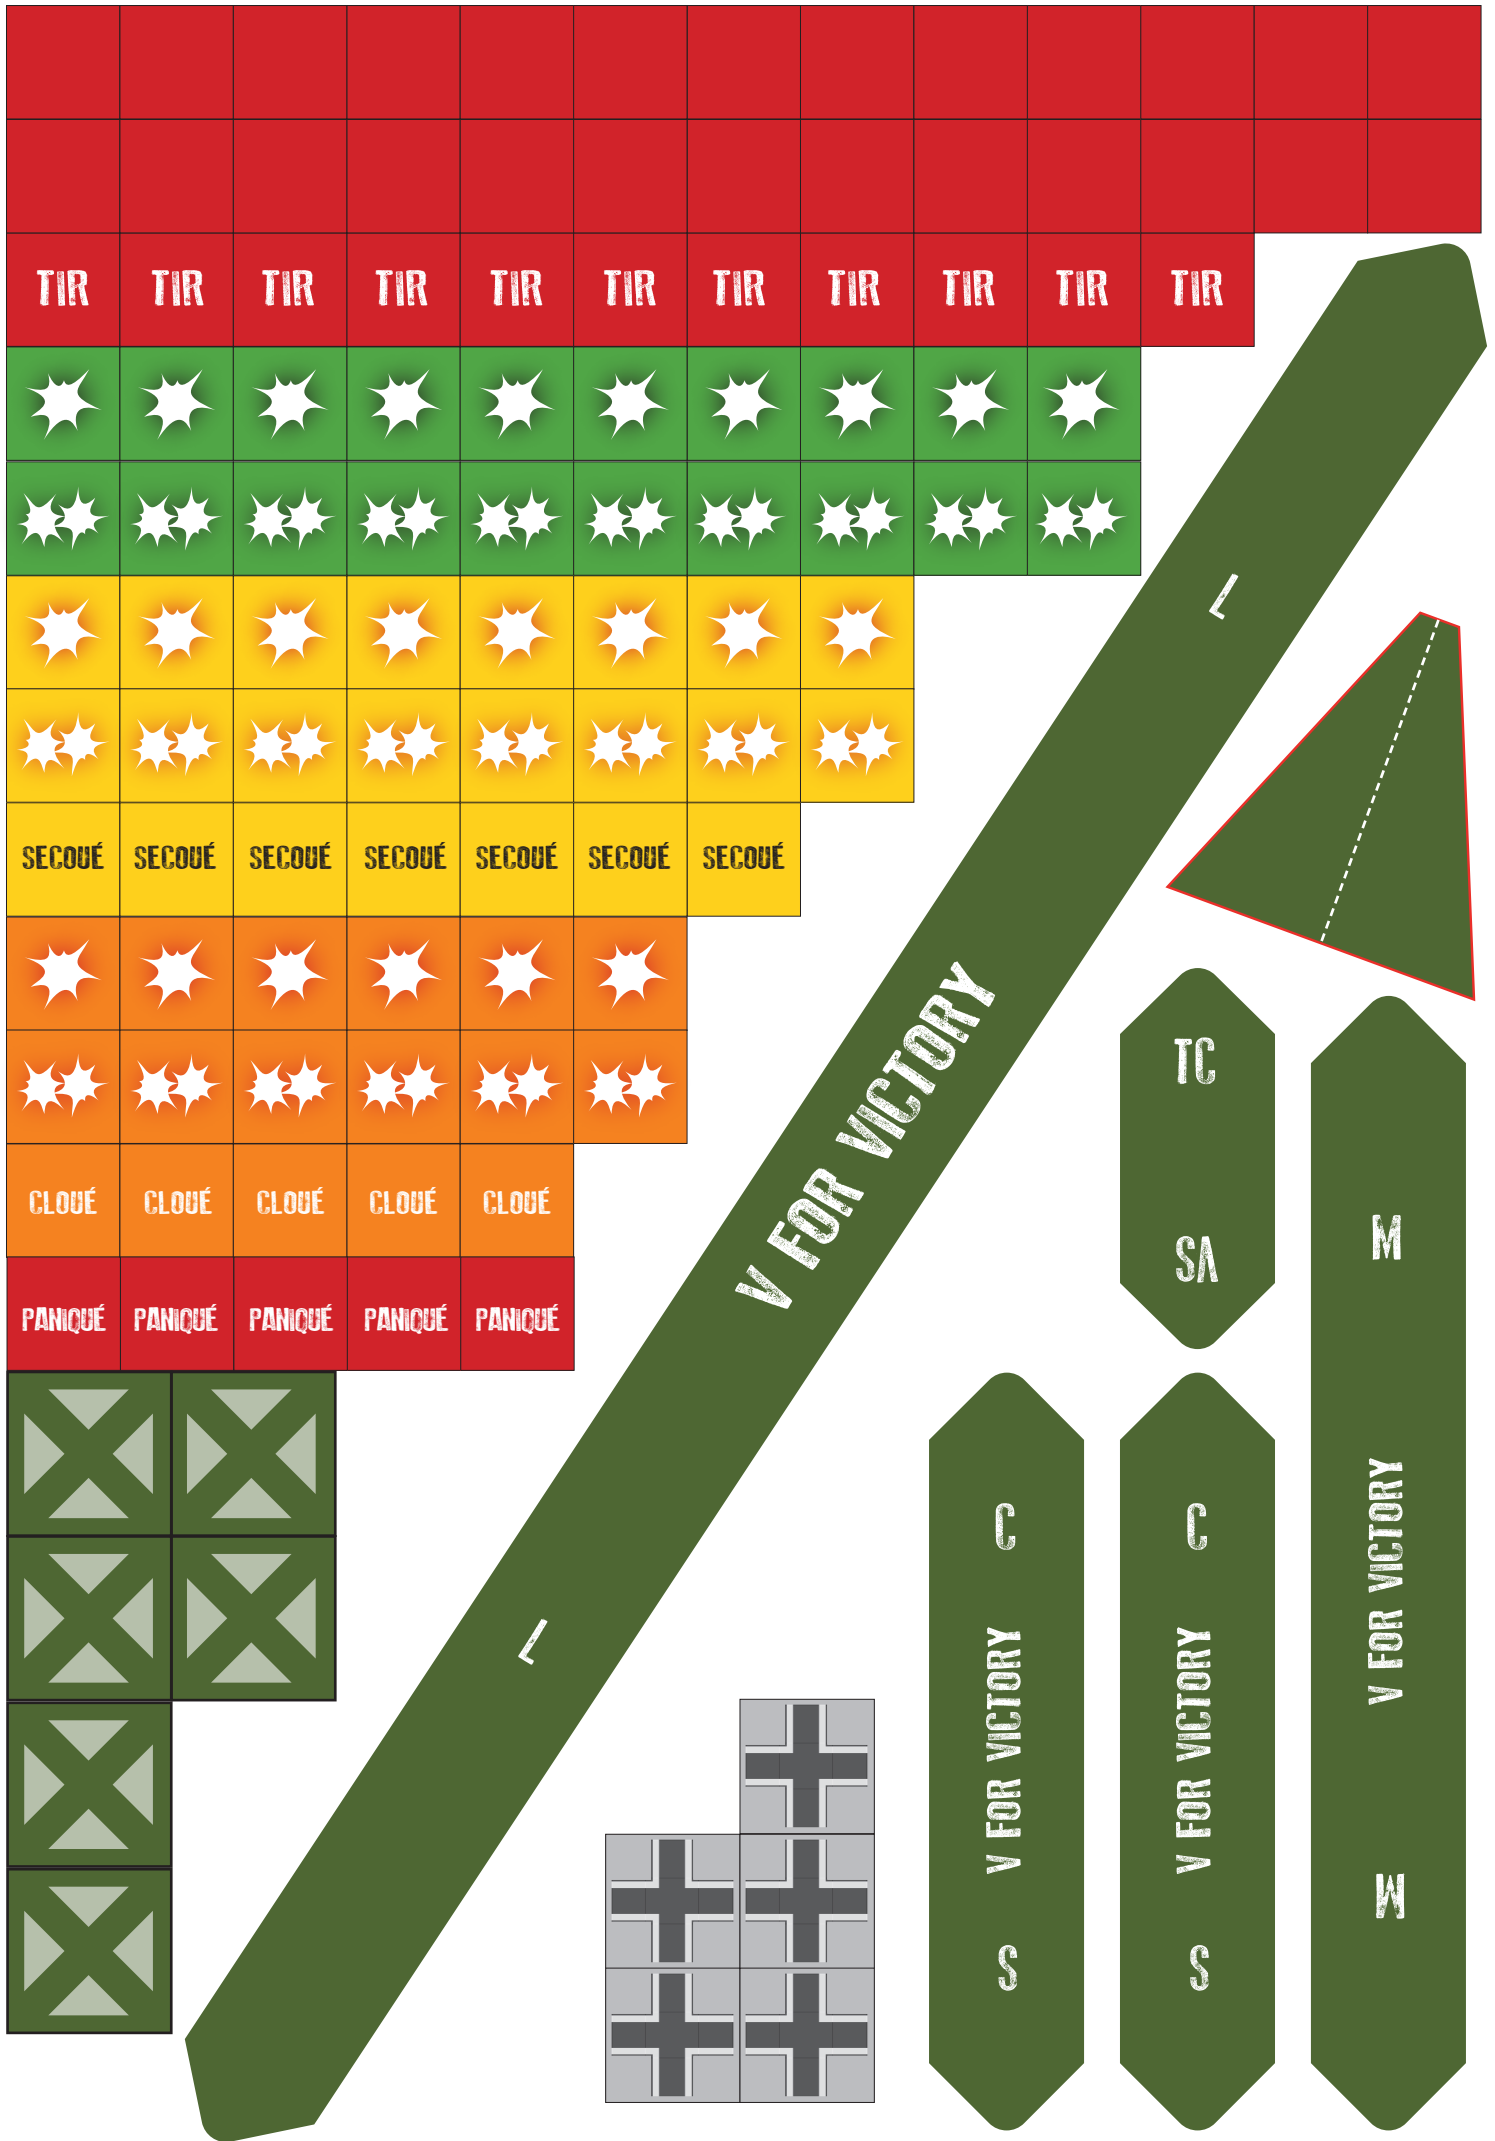 TIR TIR TIR TIR TIR TIR TIR TIR TIR TIR TIR
L
SECOUÉ SECOUÉ SECOUÉ SECOUÉ SECOUÉ SECOUÉ SECOUÉ
V FOR VICTORY
TC
SA
CLOUÉ CLOUÉ CLOUÉ CLOUÉ CLOUÉ
PANIQUÉ PANIQUÉ PANIQUÉ PANIQUÉ PANIQUÉ
L
C
V FOR VICTORY
S
C
V FOR VICTORY
S
M
V FOR VICTORY
M